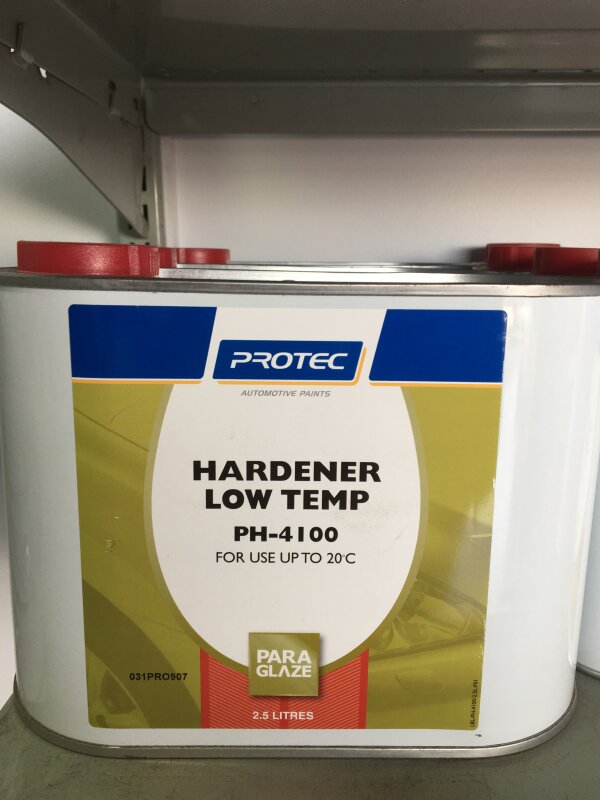 PROTEC
AUTOMOTIVE PAINTS
HARDENER
LOW TEMP
PH-4100
FOR USE UP TO 20°C
PARA
GLAZE
031PRO907
2.5 LITRES